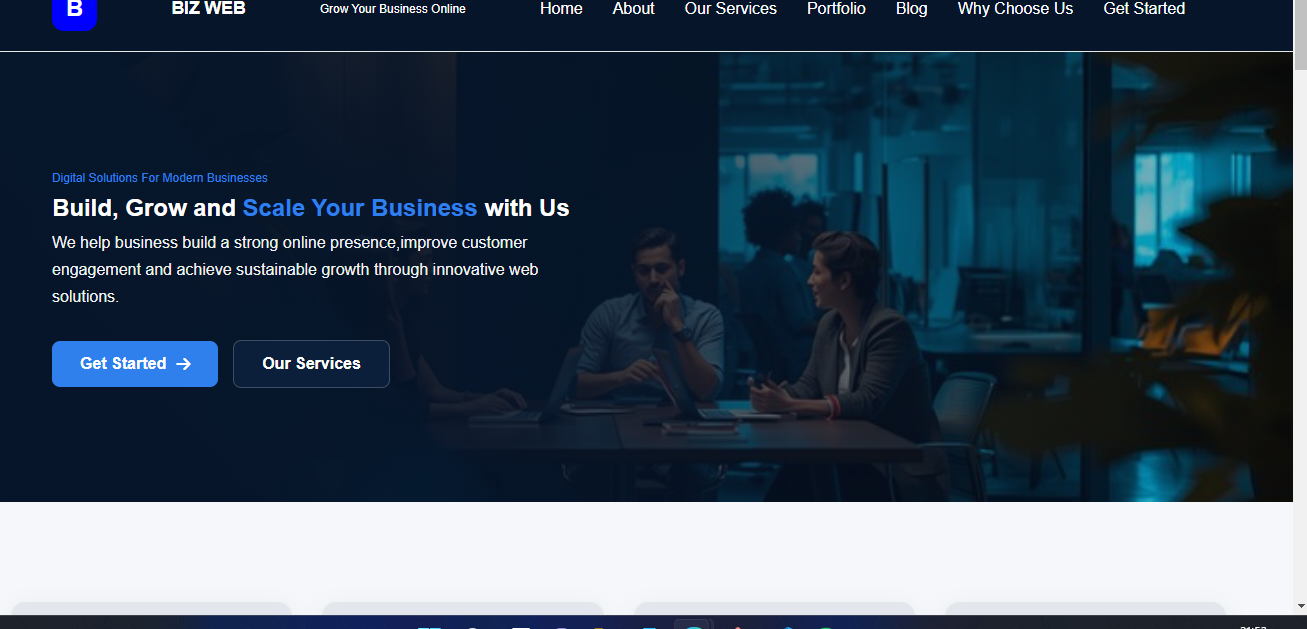 B
BIZ WEB
Grow Your Business Online
Home
About
Our Services
Portfolio
Blog
Why Choose Us
Get Started
Digital Solutions For Modern Businesses
Build, Grow and Scale Your Business with Us
We help business build a strong online presence,improve customer
engagement and achieve sustainable growth through innovative web
solutions.
Get Started →
Our Services